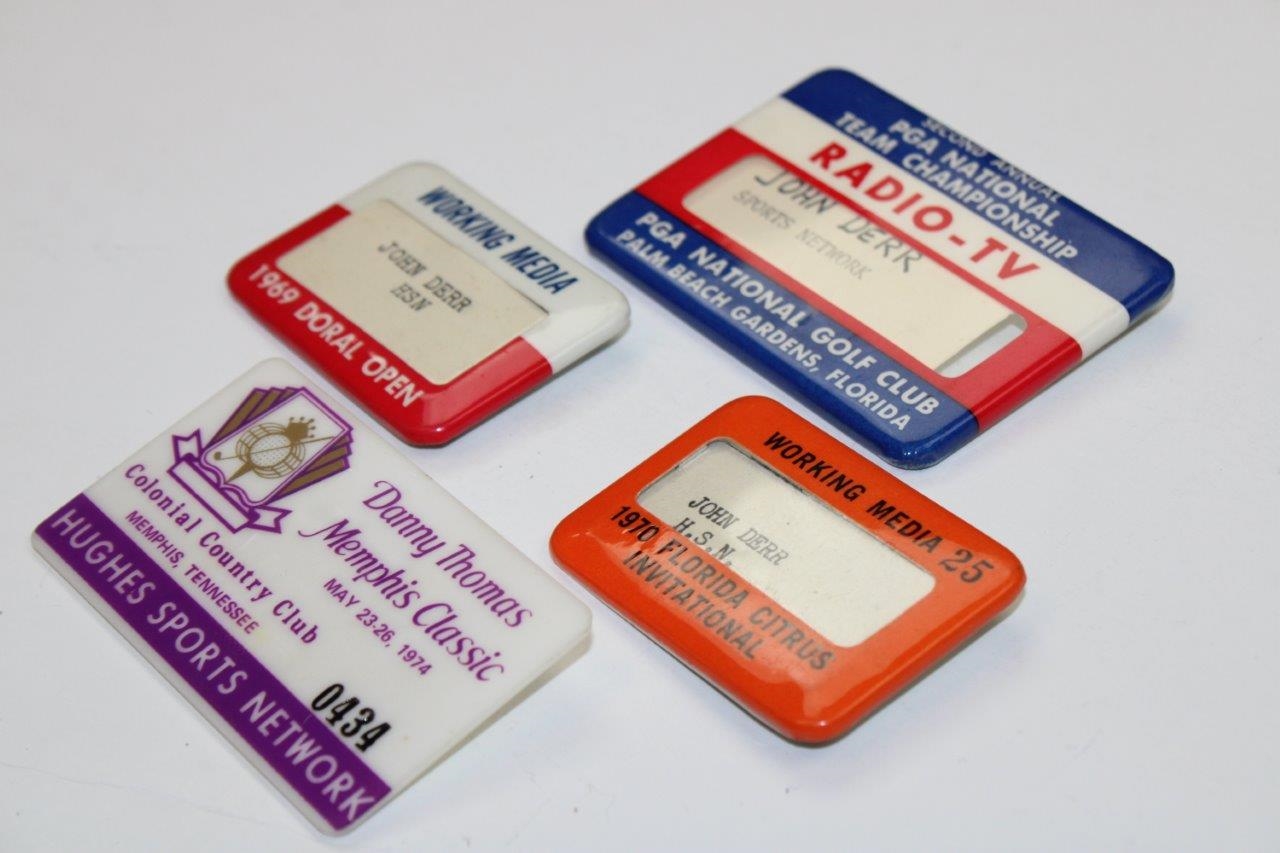 WORKING MEDIA
JOHN DERR
HSN
1969 DORAL OPEN
SECOND ANNUAL
PGA NATIONAL
TEAM CHAMPIONSHIP
RADIO-TV
JOHN DERR
SPORTS NETWORK
PGA NATIONAL GOLF CLUB
PALM BEACH GARDENS, FLORIDA
Danny Thomas
Memphis Classic
MAY 23-26, 1974
Colonial Country Club
MEMPHIS, TENNESSEE
0434
HUGHES SPORTS NETWORK
WORKING MEDIA 25
JOHN DERR
H.S.N.
1970 FLORIDA CITRUS
INVITATIONAL